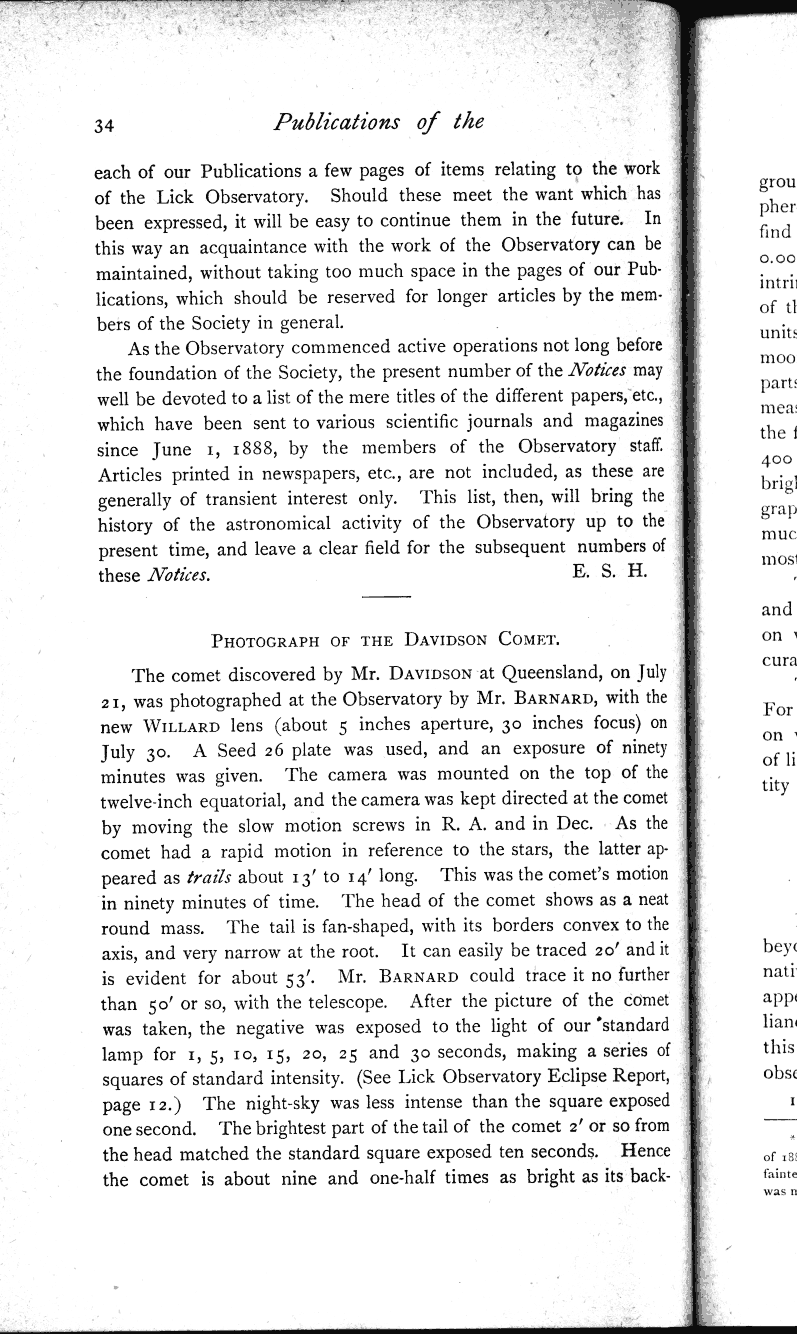 34
Publications of the
each of our Publications a few pages of items relating to the work
of the Lick Observatory. Should these meet the want which has
been expressed, it will be easy to continue them in the future. In
this way an acquaintance with the work of the Observatory can be
maintained, without taking too much space in the pages of our Pub-
lications, which should be reserved for longer articles by the mem-
bers of the Society in general.
As the Observatory commenced active operations not long before
the foundation of the Society, the present number of the Notices may
well be devoted to a list of the mere titles of the different papers, etc.,
which have been sent to various scientific journals and magazines
since June 1, 1888, by the members of the Observatory staff.
Articles printed in newspapers, etc., are not included, as these are
generally of transient interest only. This list, then, will bring the
history of the astronomical activity of the Observatory up to the
present time, and leave a clear field for the subsequent numbers of
these Notices. E. S. H.
PHOTOGRAPH OF THE DAVIDSON COMET.
The comet discovered by Mr. DAVIDSON at Queensland, on July
21, was photographed at the Observatory by Mr. BARNARD, with the
new WILLARD lens (about 5 inches aperture, 30 inches focus) on
July 30. A Seed 26 plate was used, and an exposure of ninety
minutes was given. The camera was mounted on the top of the
twelve-inch equatorial, and the camera was kept directed at the comet
by moving the slow motion screws in R. A. and in Dec. As the
comet had a rapid motion in reference to the stars, the latter ap-
peared as trails about 13′ to 14′ long. This was the comet's motion
in ninety minutes of time. The head of the comet shows as a neat
round mass. The tail is fan-shaped, with its borders convex to the
axis, and very narrow at the root. It can easily be traced 20′ and it
is evident for about 53′. Mr. BARNARD could trace it no further
than 50′ or so, with the telescope. After the picture of the comet
was taken, the negative was exposed to the light of our standard
lamp for 1, 5, 10, 15, 20, 25 and 30 seconds, making a series of
squares of standard intensity. (See Lick Observatory Eclipse Report,
page 12.) The night-sky was less intense than the square exposed
one second. The brightest part of the tail of the comet 2′ or so from
the head matched the standard square exposed ten seconds. Hence
the comet is about nine and one-half times as bright as its back-
grou
pher
find
0.00
intri
of
units
moo
parts
meas
the
400
brigh
grap
muc
most
and
on
cura
For
on
of li
tity
beyo
nati
appe
lian
this
obse
1
*
of 18
fainte
was